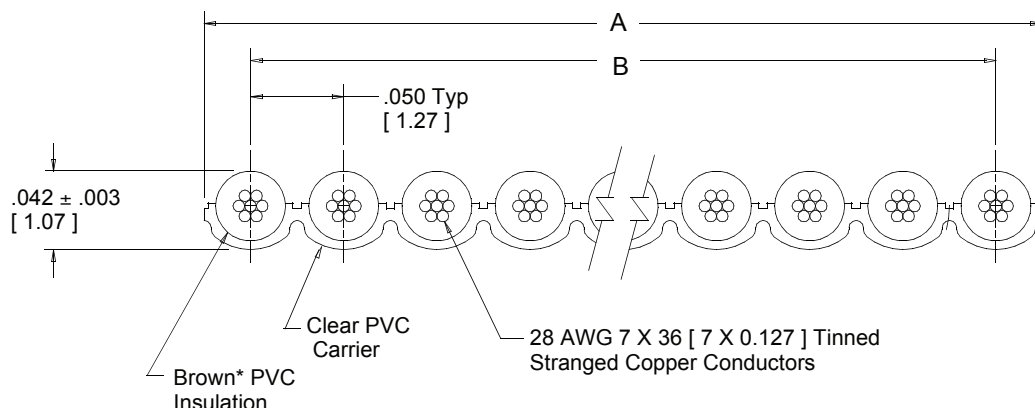 A
B
.050 Typ
[ 1.27 ]
.042 ± .003
[ 1.07 ]
Clear PVC
Carrier
28 AWG 7 X 36 [ 7 X 0.127 ] Tinned
Stranged Copper Conductors
Brown* PVC
Insulation